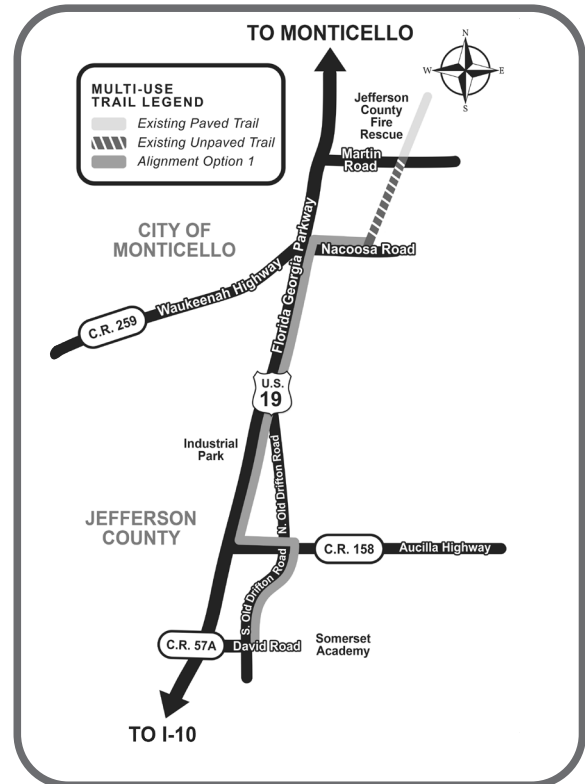 TO MONTICELLO
N
W
E
S
MULTI-USE
TRAIL LEGEND
Existing Paved Trail
Existing Unpaved Trail
Alignment Option 1
Jefferson
County
Fire
Rescue
Martin
Road
CITY OF
MONTICELLO
Nacoosa Road
Florida Georgia Parkway
Waukeenah Highway
C.R. 259
U.S.
19
Industrial
Park
N. Old Drifton Road
JEFFERSON
COUNTY
C.R. 158
Aucilla Highway
S. Old Drifton Road
C.R. 57A
David Road
Somerset
Academy
TO I-10